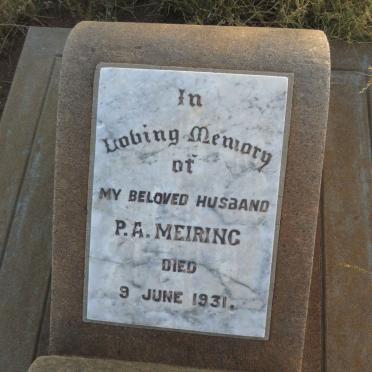 In
Loving Memory
of
MY BELOVED HUSBAND
P.A. MEIRING
DIED
9 JUNE 1931.